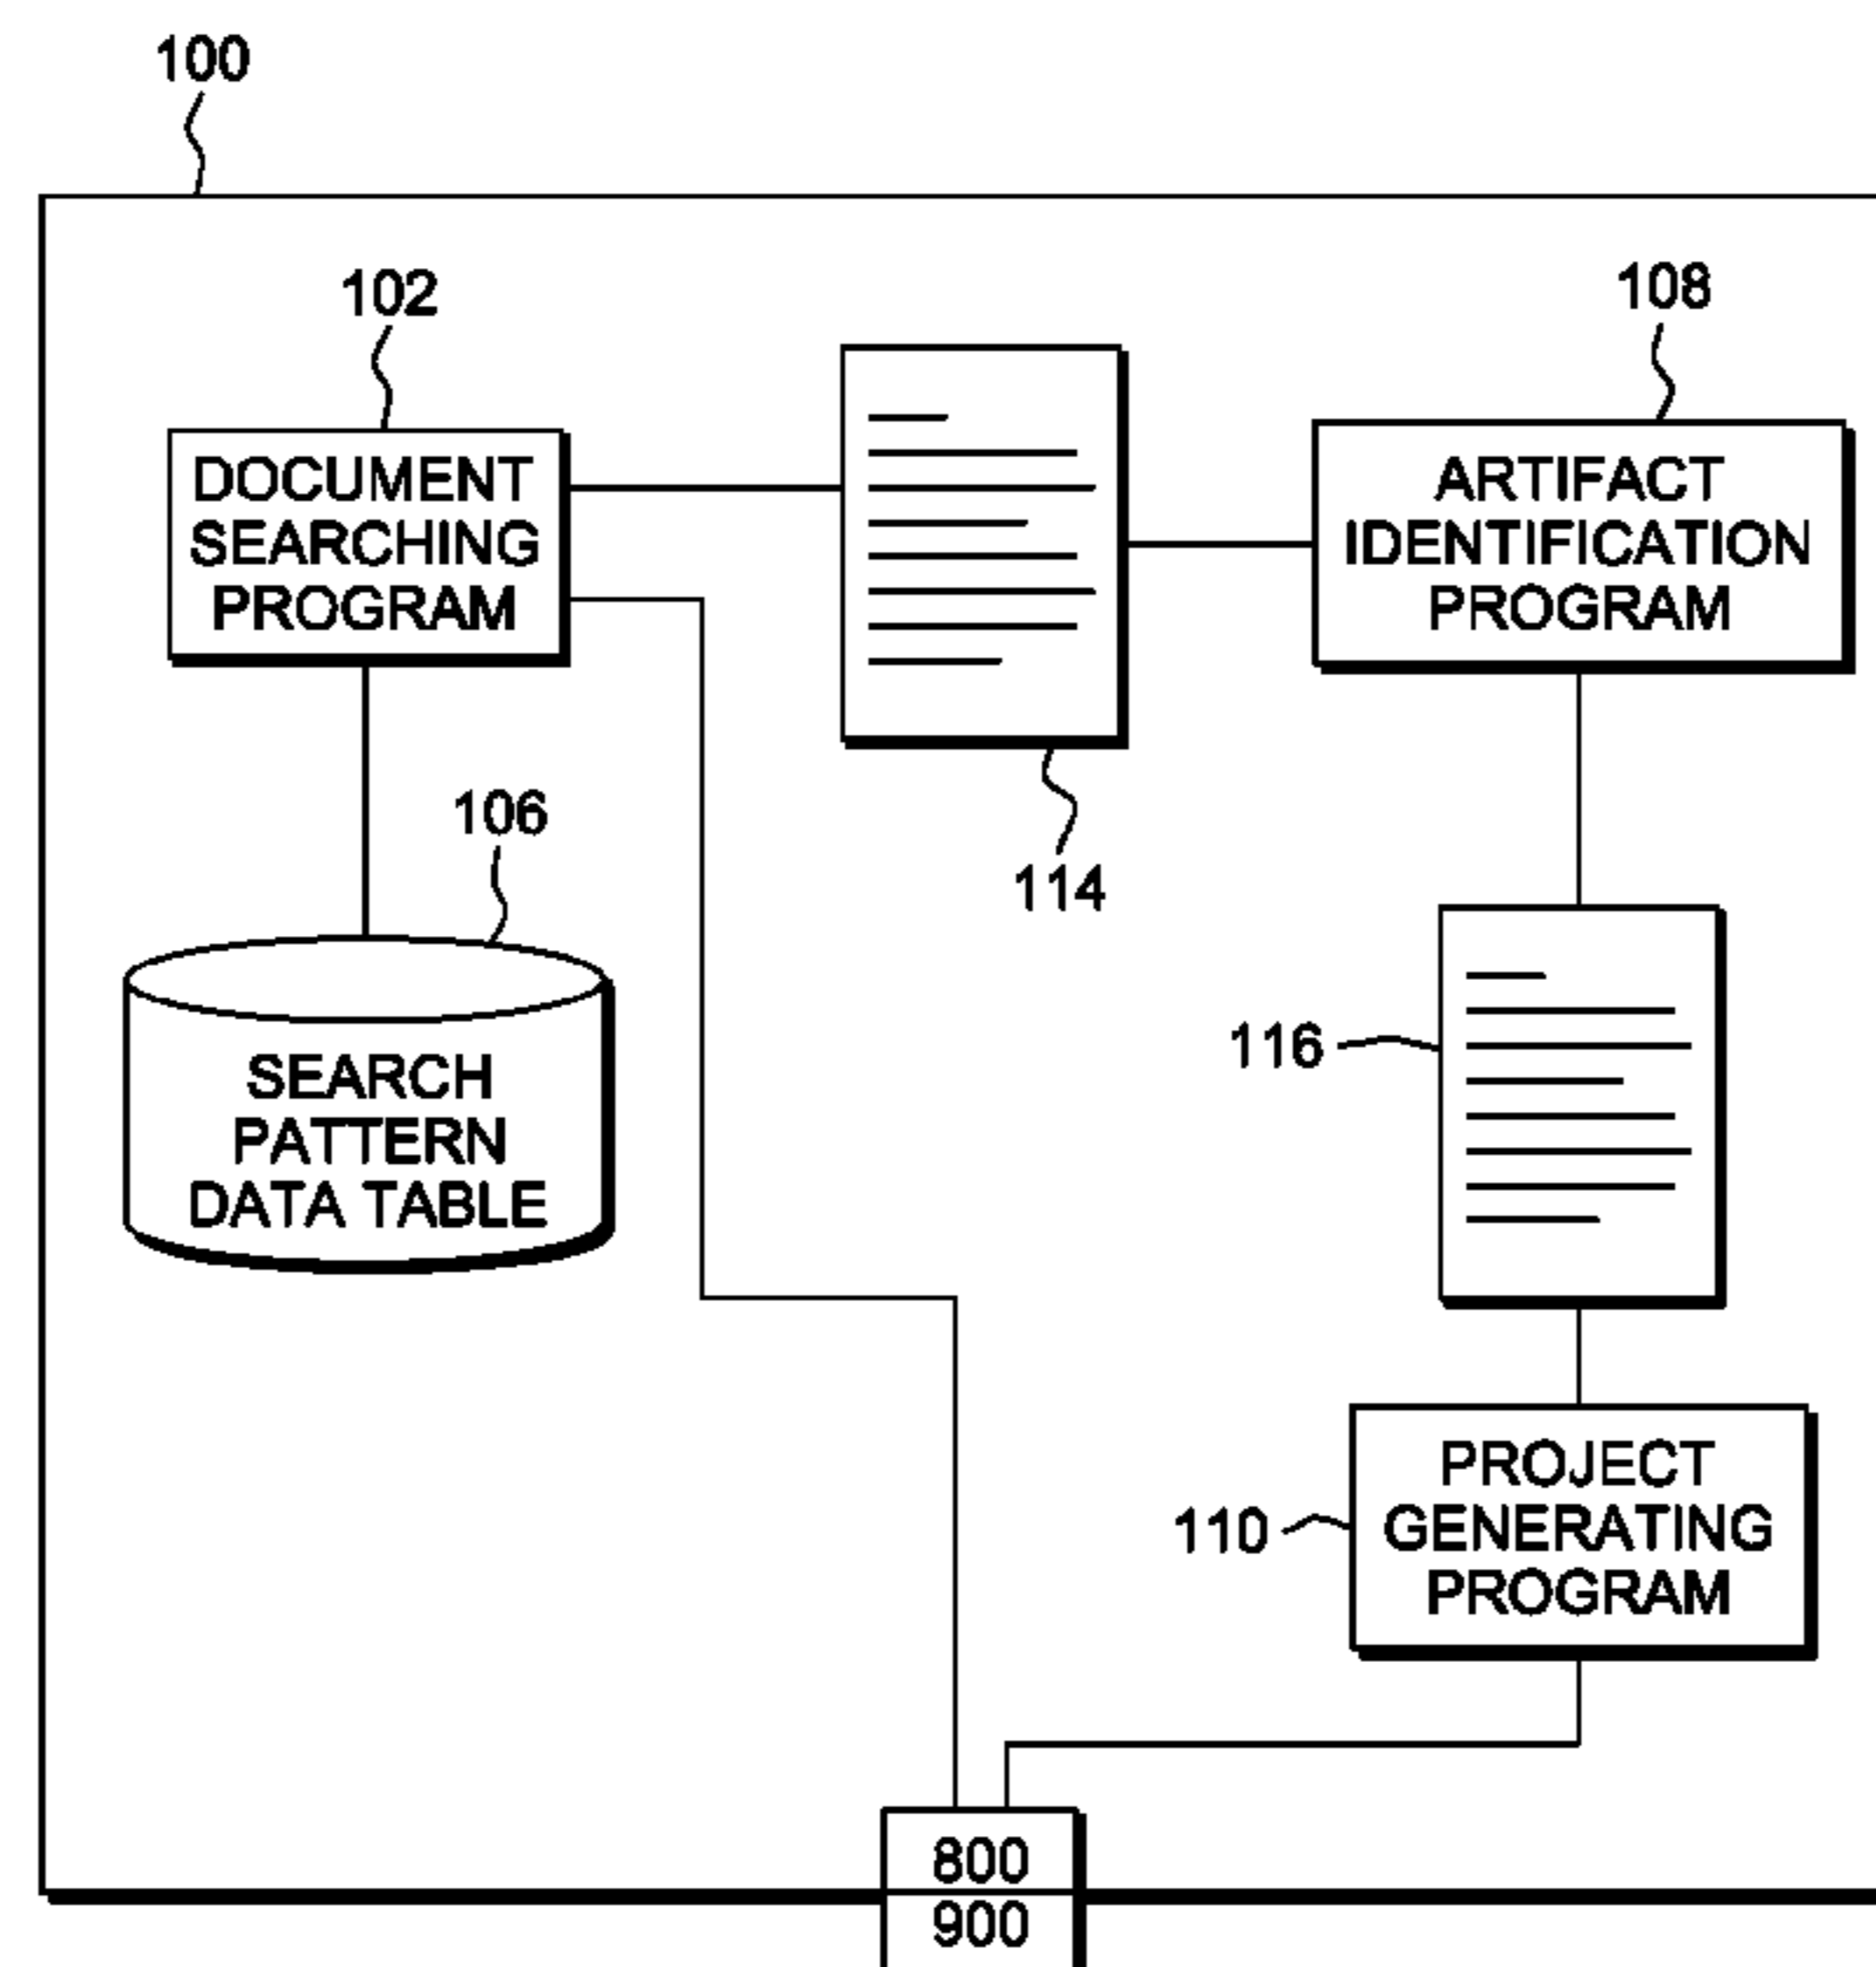 100
102
108
DOCUMENT
SEARCHING
PROGRAM
ARTIFACT
IDENTIFICATION
PROGRAM
106
114
SEARCH
PATTERN
DATA TABLE
116
110
PROJECT
GENERATING
PROGRAM
800
900